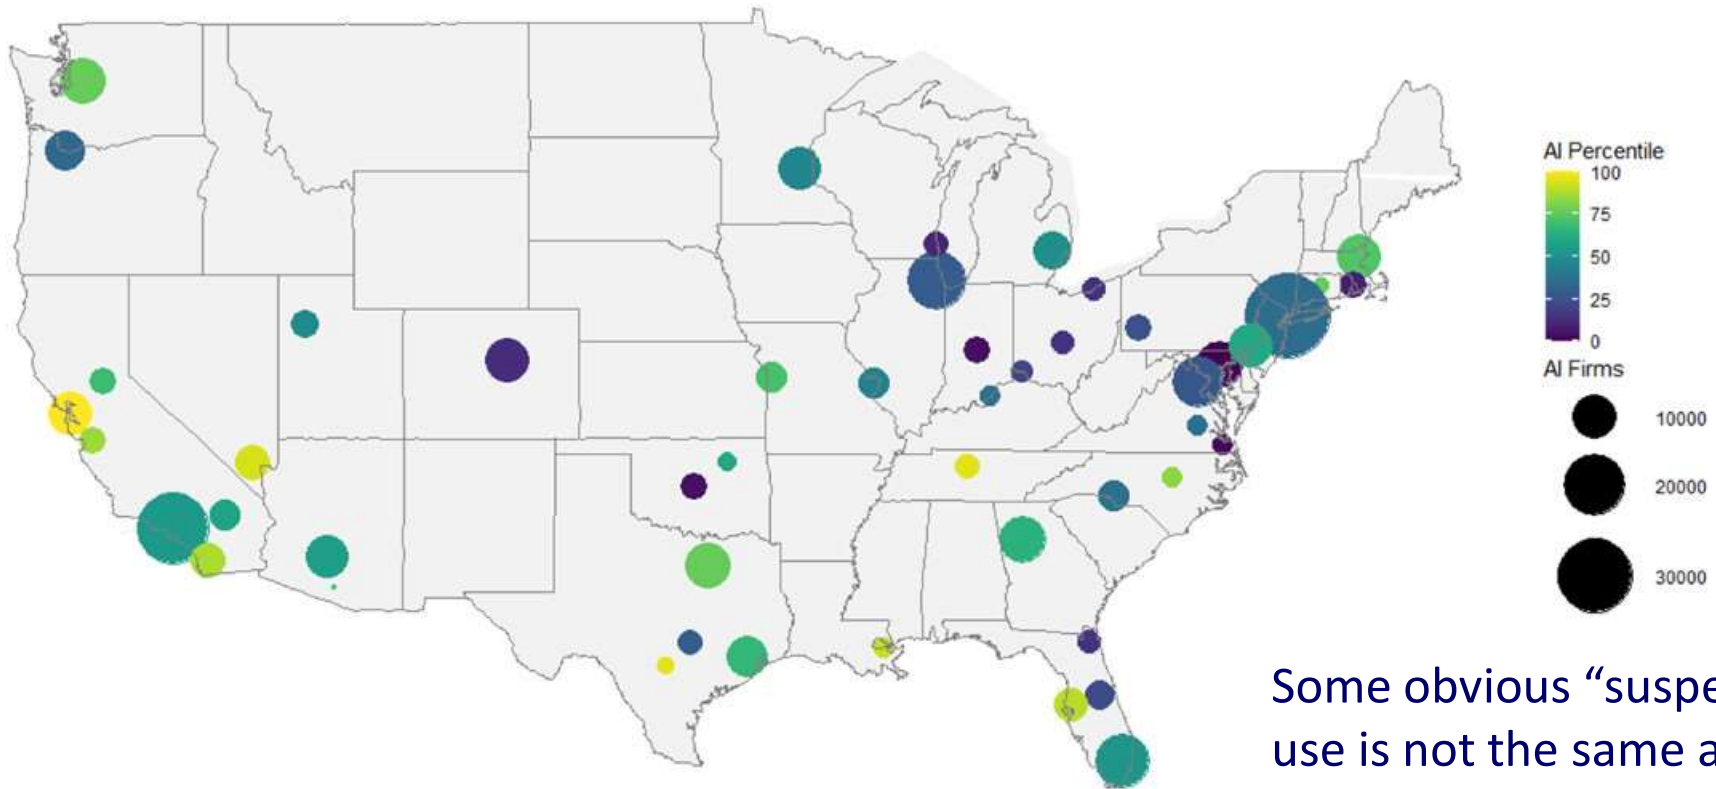 AI Percentile
100
75
50
25
0
AI Firms
10000
20000
30000
Some obvious “suspe
use is not the same a